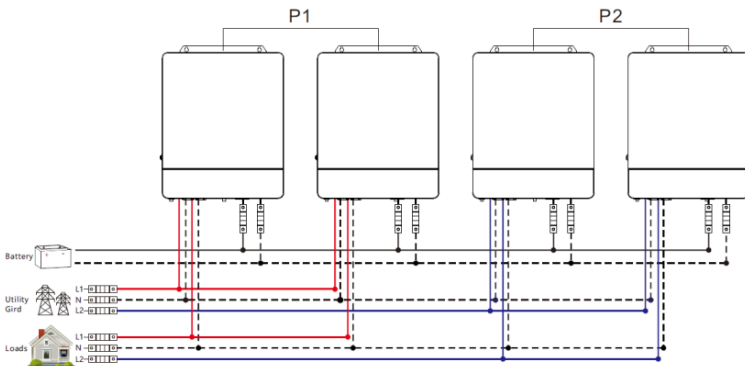 P1
P2
Battery
L1
Utility
N
Gird
L2
L1
Loads
N
L2